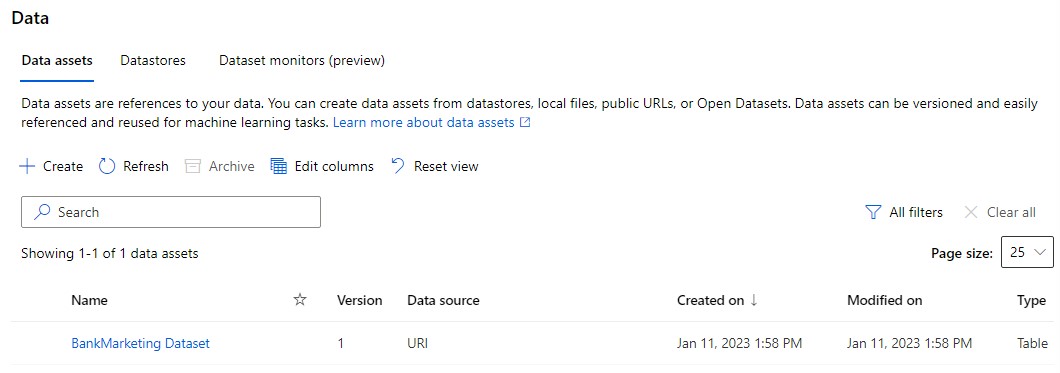 Data
Data assets Datastores Dataset monitors (preview)
Data assets are references to your data. You can create data assets from datastores, local files, public URLs, or Open Datasets. Data assets can be versioned and easily
referenced and reused for machine learning tasks. Learn more about data assets
Create Refresh Archive Edit columns Reset view
Search All filters Clear all
Showing 1-1 of 1 data assets Page size: 25
Name Version Data source Created on Modified on Type
BankMarketing Dataset 1 URI Jan 11, 2023 1:58 PM Jan 11, 2023 1:58 PM Table